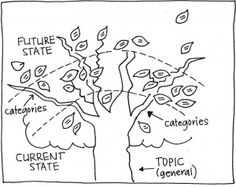 FUTURE
STATE
categories
categories
CURRENT
STATE
TOPIC
(general)